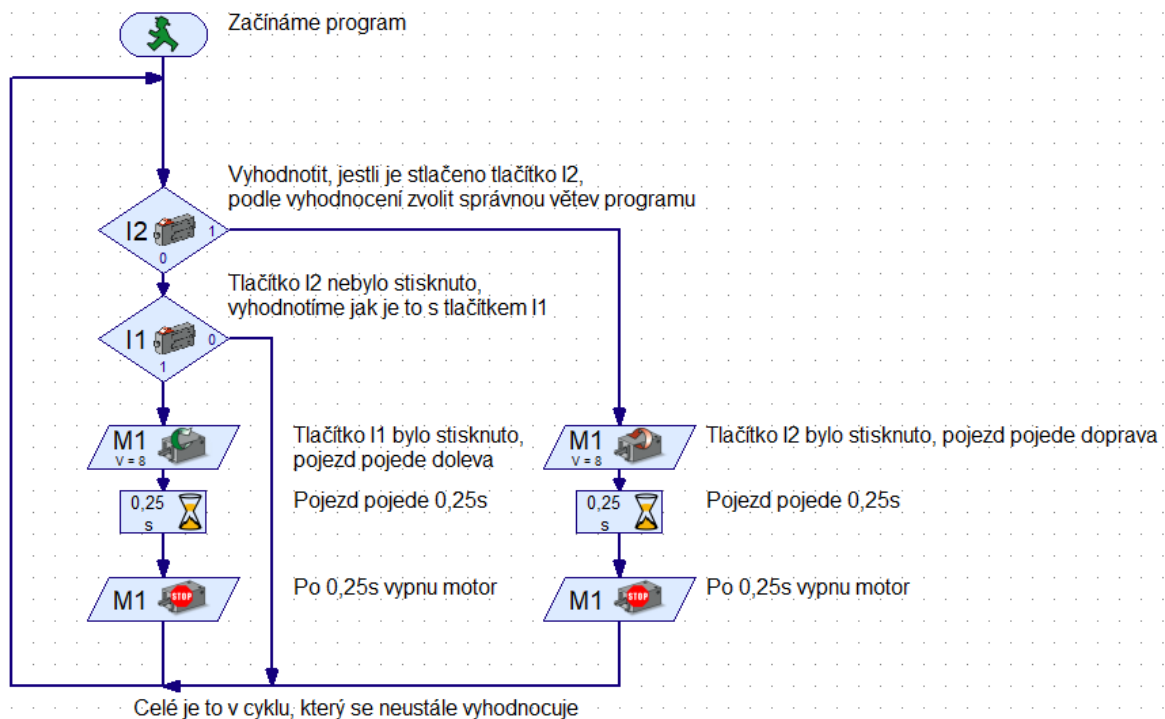 Začínáme program
Vyhodnotit, jestli je stlačeno tlačítko I2,
podle vyhodnocení zvolit správnou větev programu
I2
1
0
Tlačítko I2 nebylo stisknuto,
vyhodnotíme jak je to s tlačítkem I1
I1
0
1
M1
V = 8
Tlačítko I1 bylo stisknuto,
pojezd pojede doleva
M1
V = 8
Tlačítko I2 bylo stisknuto, pojezd pojede doprava
0,25
s
Pojezd pojede 0,25s
0,25
s
Pojezd pojede 0,25s
M1
STOP
Po 0,25s vypnu motor
M1
STOP
Po 0,25s vypnu motor
Celé je to v cyklu, který se neustále vyhodnocuje